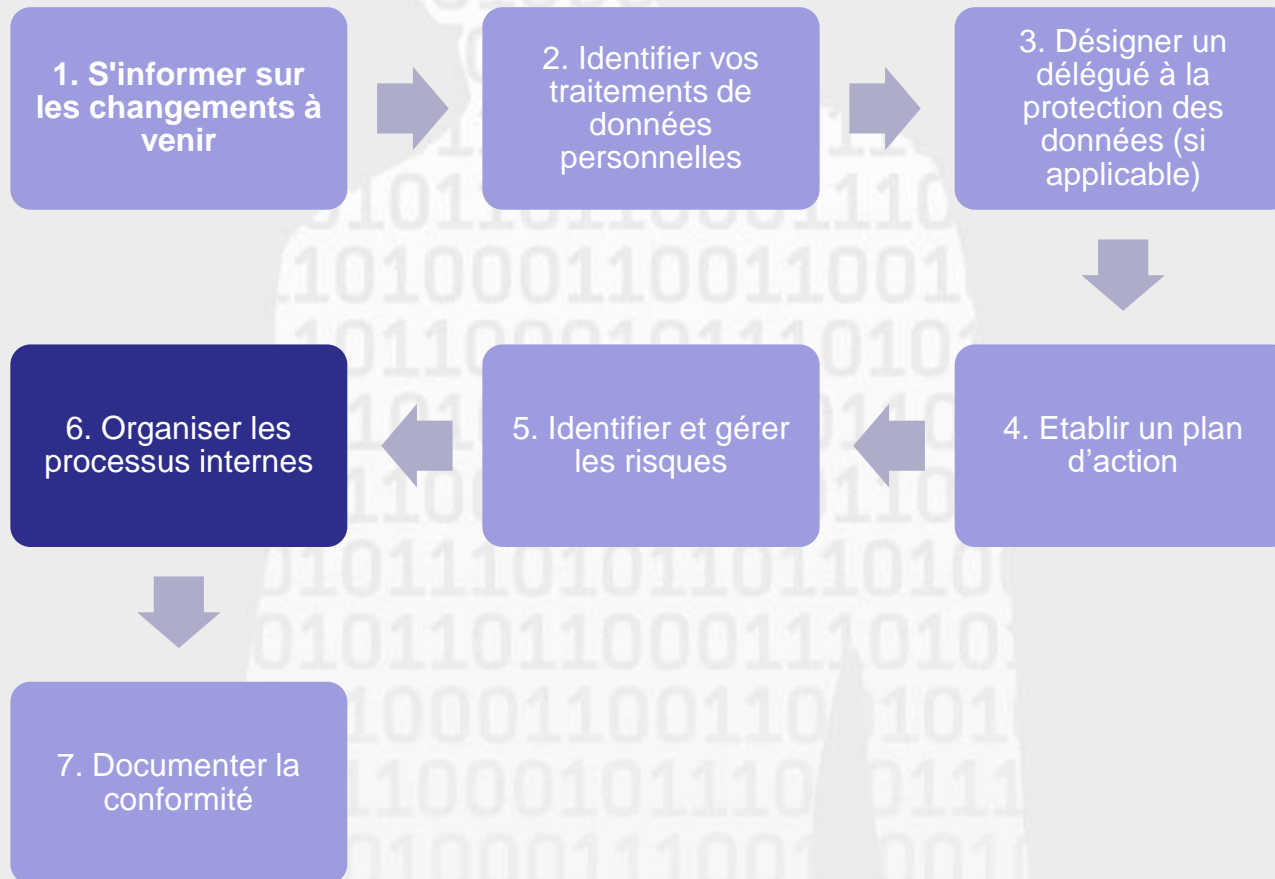 1. S'informer sur
les changements à
venir
2. Identifier vos
traitements de
données
personnelles
3. Désigner un
délégué à la
protection des
données (si
applicable)
4. Etablir un plan
d’action
5. Identifier et gérer
les risques
6. Organiser les
processus internes
7. Documenter la
conformité